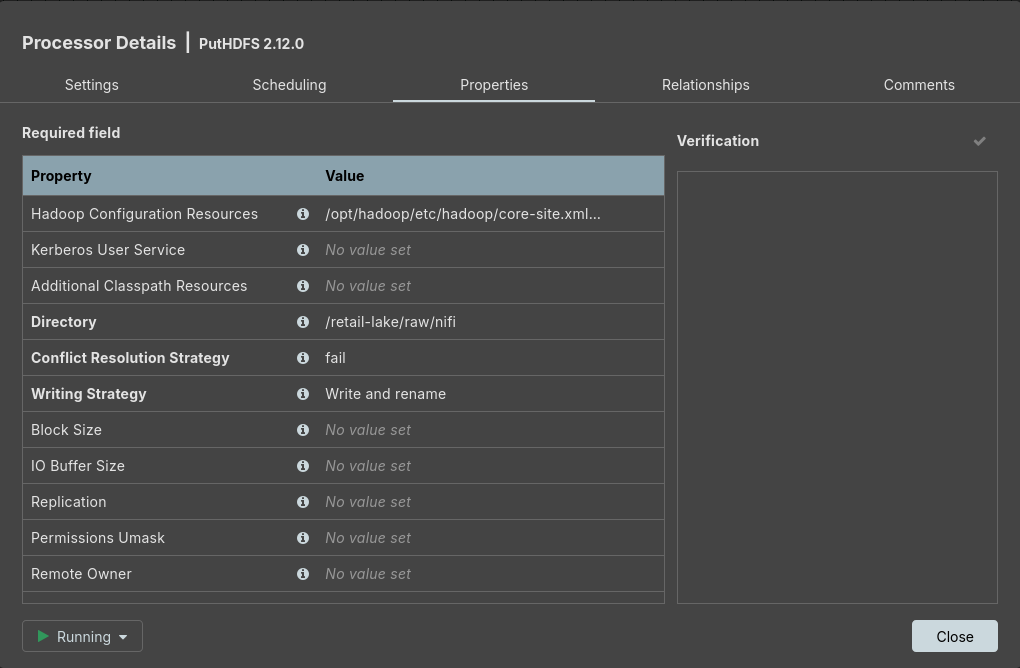 Processor Details | PutHDFS 2.12.0
Settings Scheduling Properties Relationships Comments
Required field
Verification
Property Value
Hadoop Configuration Resources /opt/hadoop/etc/hadoop/core-site.xml...
Kerberos User Service No value set
Additional Classpath Resources No value set
Directory /retail-lake/raw/nifi
Conflict Resolution Strategy fail
Writing Strategy Write and rename
Block Size No value set
IO Buffer Size No value set
Replication No value set
Permissions Umask No value set
Remote Owner No value set
Running Close